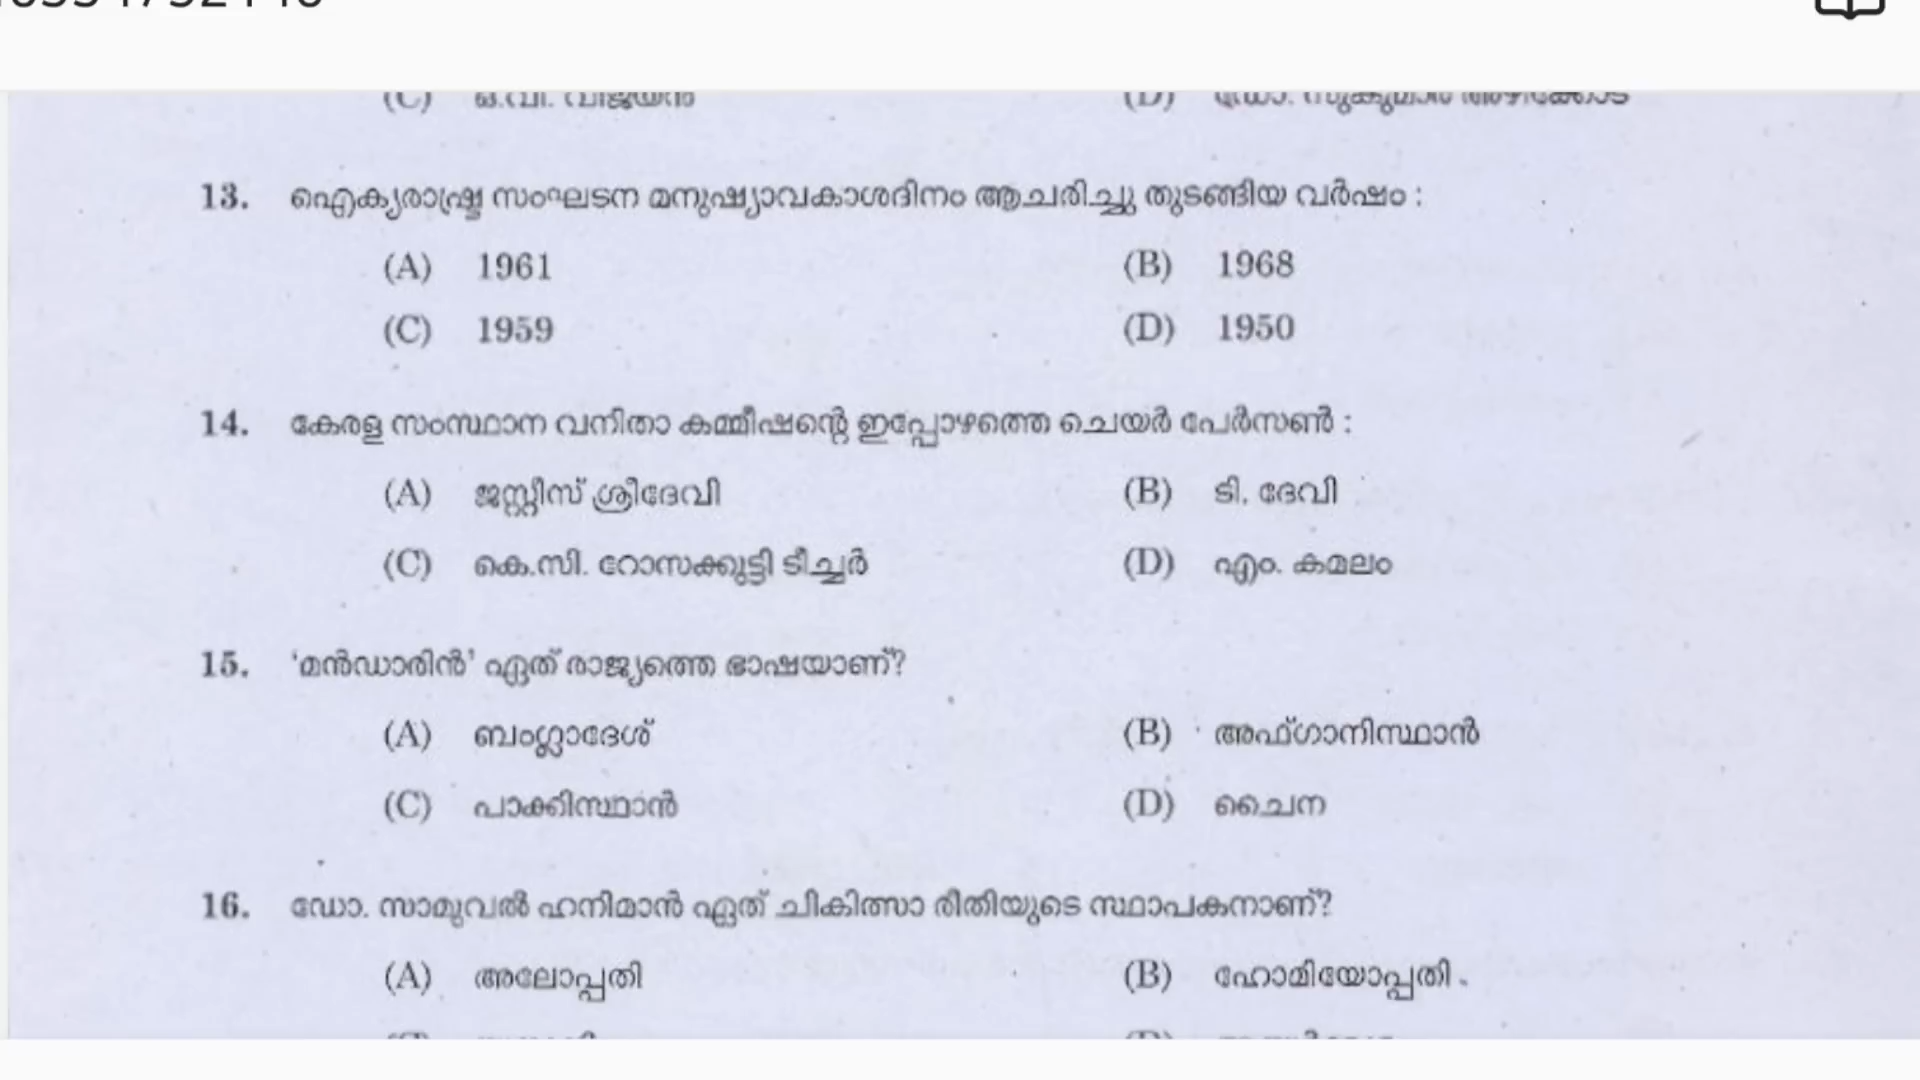 (C) ഒ.വി. വിജയൻ (D) ഡോ. സുകുമാർ അഴീക്കോട്
13. ഐക്യരാഷ്ട്ര സംഘടന മനുഷ്യാവകാശദിനം ആചരിച്ചു തുടങ്ങിയ വർഷം :
(A) 1961 (B) 1968
(C) 1959 (D) 1950
14. കേരള സംസ്ഥാന വനിതാ കമ്മീഷന്റെ ഇപ്പോഴത്തെ ചെയർ പേർസൺ :
(A) ജസ്റ്റീസ് ശ്രീദേവി (B) ടി. ദേവി
(C) കെ.സി. റോസക്കുട്ടി ടീച്ചർ (D) എം. കമലം
15. 'മൻഡാരിൻ' ഏത് രാജ്യത്തെ ഭാഷയാണ്?
(A) ബംഗ്ലാദേശ് (B) അഫ്ഗാനിസ്ഥാൻ
(C) പാക്കിസ്ഥാൻ (D) ചൈന
16. ഡോ. സാമുവൽ ഹനിമാൻ ഏത് ചികിത്സാ രീതിയുടെ സ്ഥാപകനാണ്?
(A) അലോപ്പതി (B) ഹോമിയോപ്പതി .